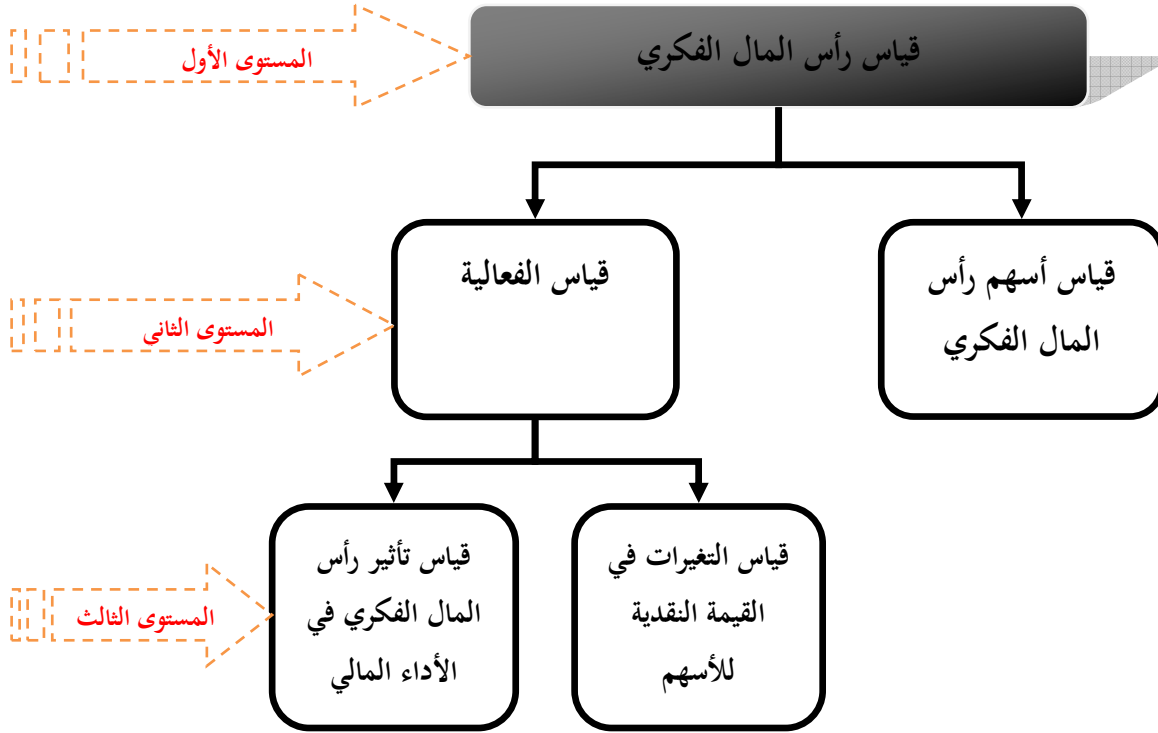 قياس رأس المال الفكري
المستوى الأول
قياس أسهم رأس
المال الفكري
قياس الفعالية
المستوى الثاني
قياس التغيرات في
القيمة النقدية
للأسهم
قياس تأثير رأس
المال الفكري في
الأداء المالي
المستوى الثالث